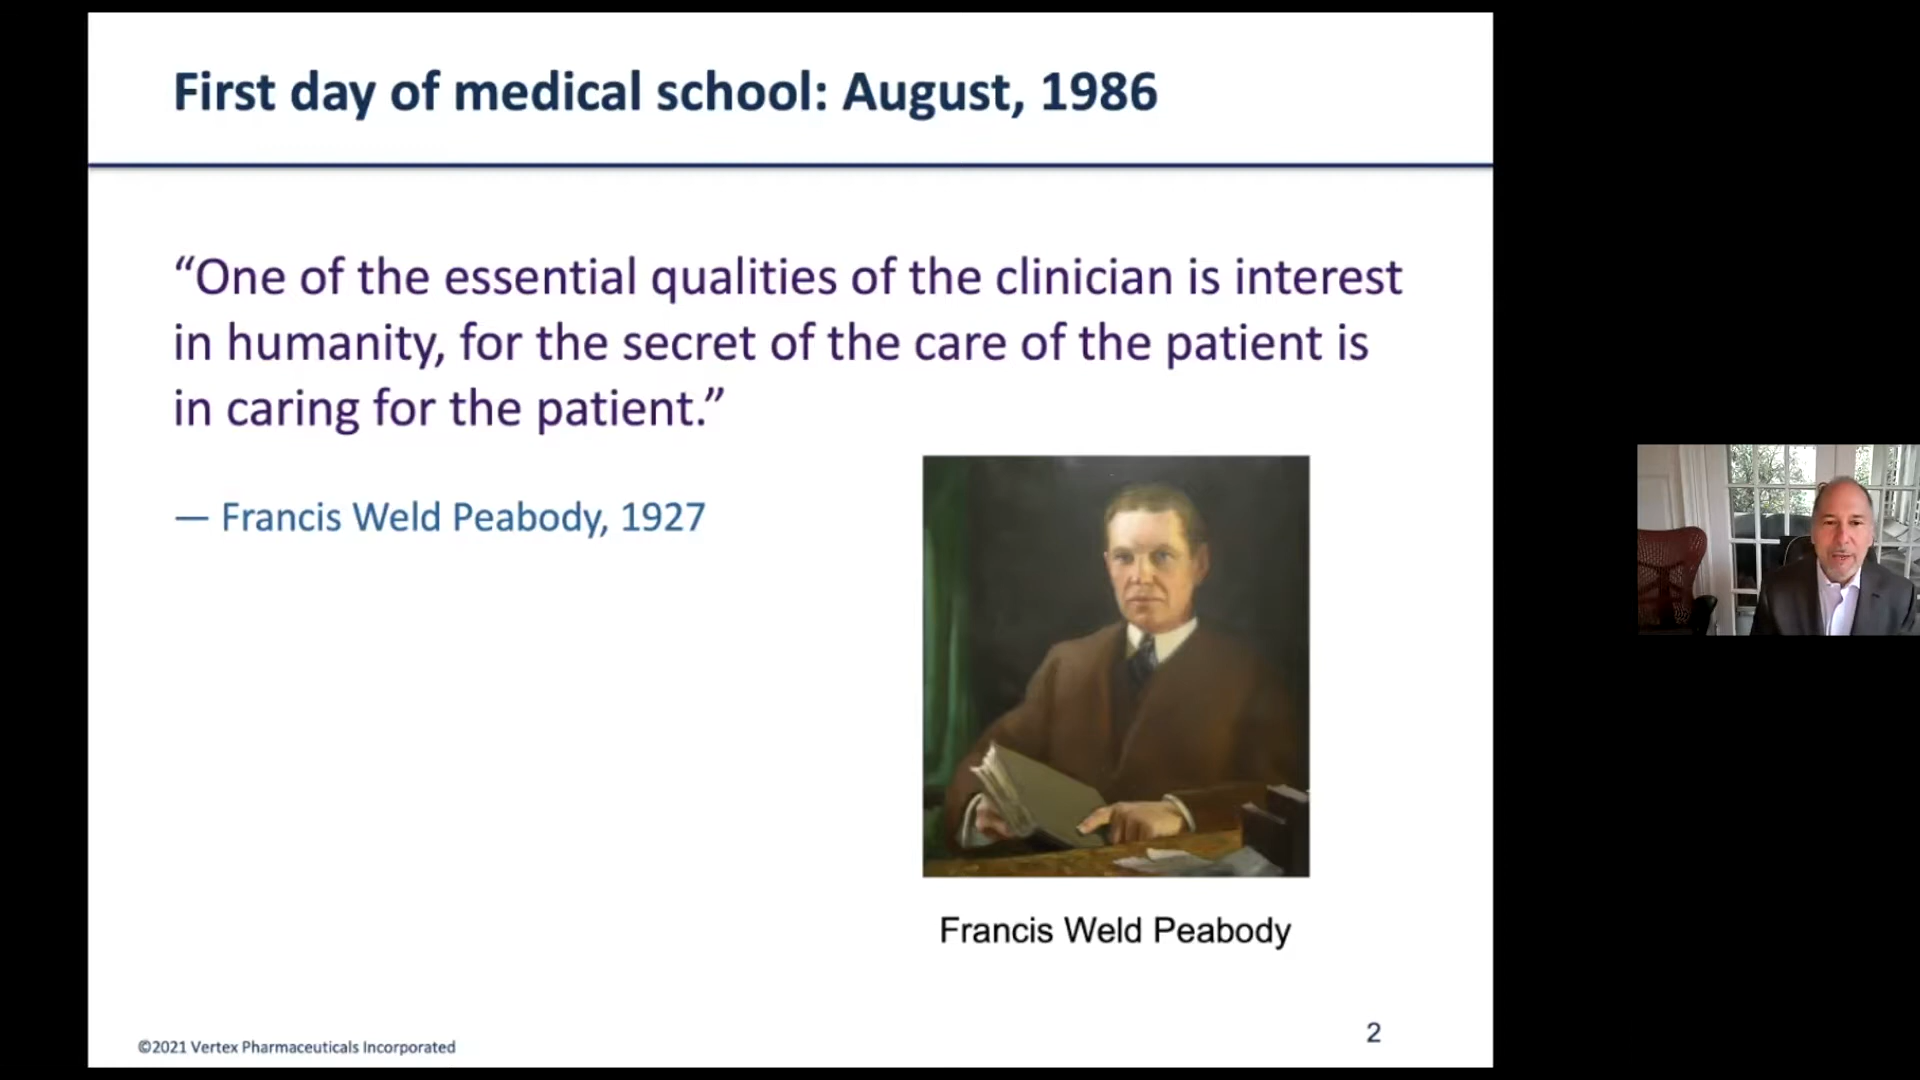 First day of medical school: August, 1986
“One of the essential qualities of the clinician is interest
in humanity, for the secret of the care of the patient is
in caring for the patient.”
— Francis Weld Peabody, 1927
Francis Weld Peabody
©2021 Vertex Pharmaceuticals Incorporated
2